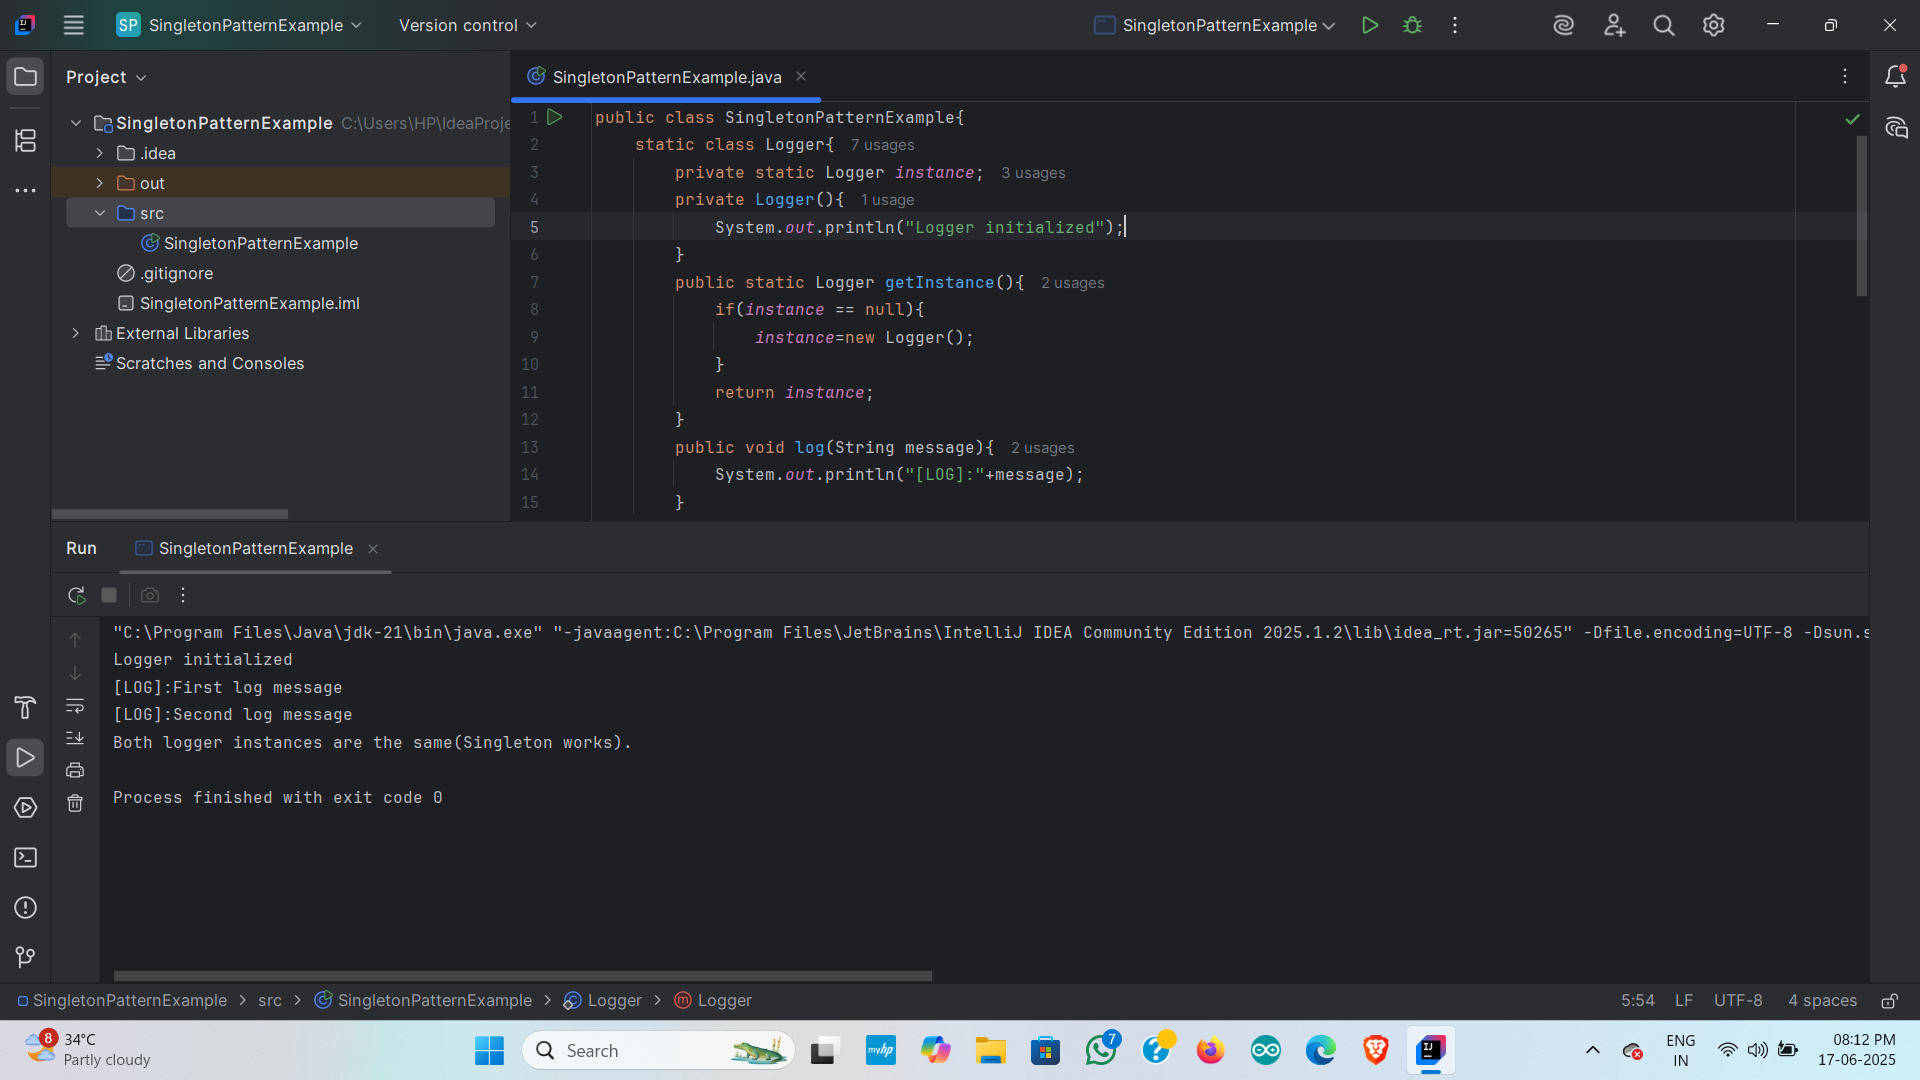 SP SingletonPatternExample Version control SingletonPatternExample
Project
SingletonPatternExample C:\Users\HP\IdeaProje
.idea
out
src
SingletonPatternExample
.gitignore
SingletonPatternExample.iml
External Libraries
Scratches and Consoles
SingletonPatternExample.java
1 public class SingletonPatternExample{
2 static class Logger{ 7 usages
3 private static Logger instance; 3 usages
4 private Logger(){ 1 usage
5 System.out.println("Logger initialized");
6 }
7 public static Logger getInstance(){ 2 usages
8 if(instance == null){
9 instance=new Logger();
10 }
11 return instance;
12 }
13 public void log(String message){ 2 usages
14 System.out.println("[LOG]:"+message);
15 }
Run SingletonPatternExample
"C:\Program Files\Java\jdk-21\bin\java.exe" "-javaagent:C:\Program Files\JetBrains\IntelliJ IDEA Community Edition 2025.1.2\lib\idea_rt.jar=50265" -Dfile.encoding=UTF-8 -Dsun.s
Logger initialized
[LOG]:First log message
[LOG]:Second log message
Both logger instances are the same(Singleton works).
Process finished with exit code 0
SingletonPatternExample > src > SingletonPatternExample > Logger > Logger 5:54 LF UTF-8 4 spaces
8 34°C
Partly cloudy
Search
myhp
7
ENG
IN
08:12 PM
17-06-2025